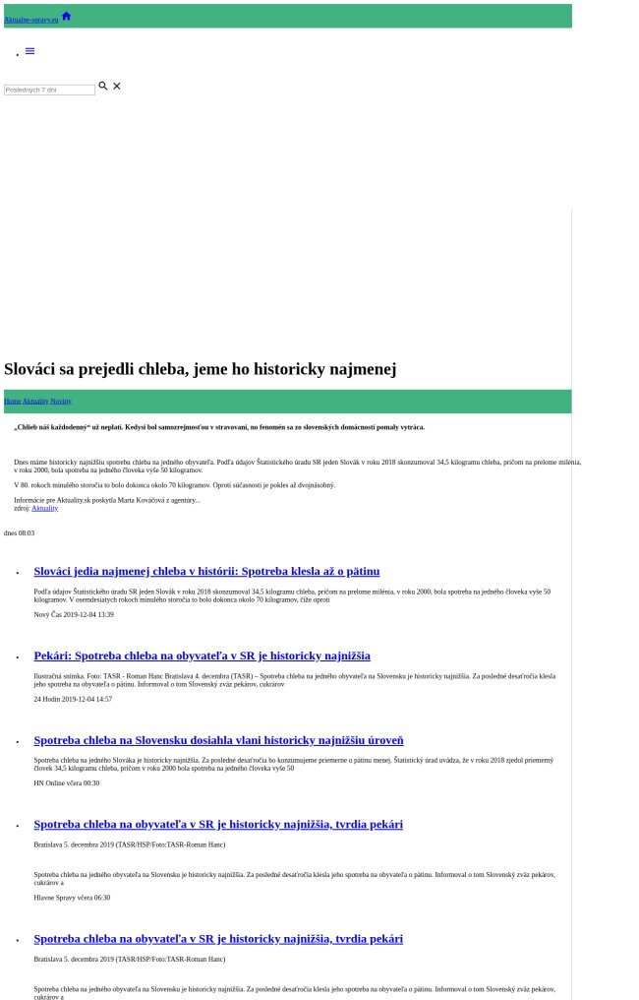 Aktualne-spravy.eu
Posledných 7 dní
Slováci sa prejedli chleba, jeme ho historicky najmenej
Home Aktuality Noviny
„Chlieb náš každodenný“ už neplatí. Kedysi bol samozrejmosťou v stravovaní, no fenomén sa zo slovenských domácností pomaly vytráca.
Dnes máme historicky najnižšiu spotrebu chleba na jedného obyvateľa. Podľa údajov Štatistického úradu SR jeden Slovák v roku 2018 skonzumoval 34,5 kilogramu chleba, pričom na prelome milénia,
v roku 2000, bola spotreba na jedného človeka vyše 50 kilogramov.
V 80. rokoch minulého storočia to bolo dokonca okolo 70 kilogramov. Oproti súčasnosti je pokles až dvojnásobný.
Informácie pre Aktuality.sk poskytla Marta Kováčová z agentúry...
zdroj: Aktuality
dnes 08:03
Slováci jedia najmenej chleba v histórii: Spotreba klesla až o pätinu
Podľa údajov Štatistického úradu SR jeden Slovák v roku 2018 skonzumoval 34,5 kilogramu chleba, pričom na prelome milénia, v roku 2000, bola spotreba na jedného človeka vyše 50
kilogramov. V osemdesiatych rokoch minulého storočia to bolo dokonca okolo 70 kilogramov, čiže oproti
Nový Čas 2019-12-04 13:39
Pekári: Spotreba chleba na obyvateľa v SR je historicky najnižšia
Ilustračná snímka. Foto: TASR - Roman Hanc Bratislava 4. decembra (TASR) – Spotreba chleba na jedného obyvateľa na Slovensku je historicky najnižšia. Za posledné desaťročia klesla
jeho spotreba na obyvateľa o pätinu. Informoval o tom Slovenský zväz pekárov, cukrárov
24 Hodín 2019-12-04 14:57
Spotreba chleba na Slovensku dosiahla vlani historicky najnižšiu úroveň
Spotreba chleba na jedného Slováka je historicky najnižšia. Za posledné desaťročia ho konzumujeme priemerne o pätinu menej. Štatistický úrad uvádza, že v roku 2018 zjedol priemerný
človek 34,5 kilogramu chleba, pričom v roku 2000 bola spotreba na jedného človeka vyše 50
HN Online včera 00:30
Spotreba chleba na obyvateľa v SR je historicky najnižšia, tvrdia pekári
Bratislava 5. decembra 2019 (TASR/HSP/Foto:TASR-Roman Hanc)
Spotreba chleba na jedného obyvateľa na Slovensku je historicky najnižšia. Za posledné desaťročia klesla jeho spotreba na obyvateľa o pätinu. Informoval o tom Slovenský zväz pekárov,
cukrárov a
Hlavne Spravy včera 06:30
Spotreba chleba na obyvateľa v SR je historicky najnižšia, tvrdia pekári
Bratislava 5. decembra 2019 (TASR/HSP/Foto:TASR-Roman Hanc)
Spotreba chleba na jedného obyvateľa na Slovensku je historicky najnižšia. Za posledné desaťročia klesla jeho spotreba na obyvateľa o pätinu. Informoval o tom Slovenský zväz pekárov,
cukrárov a